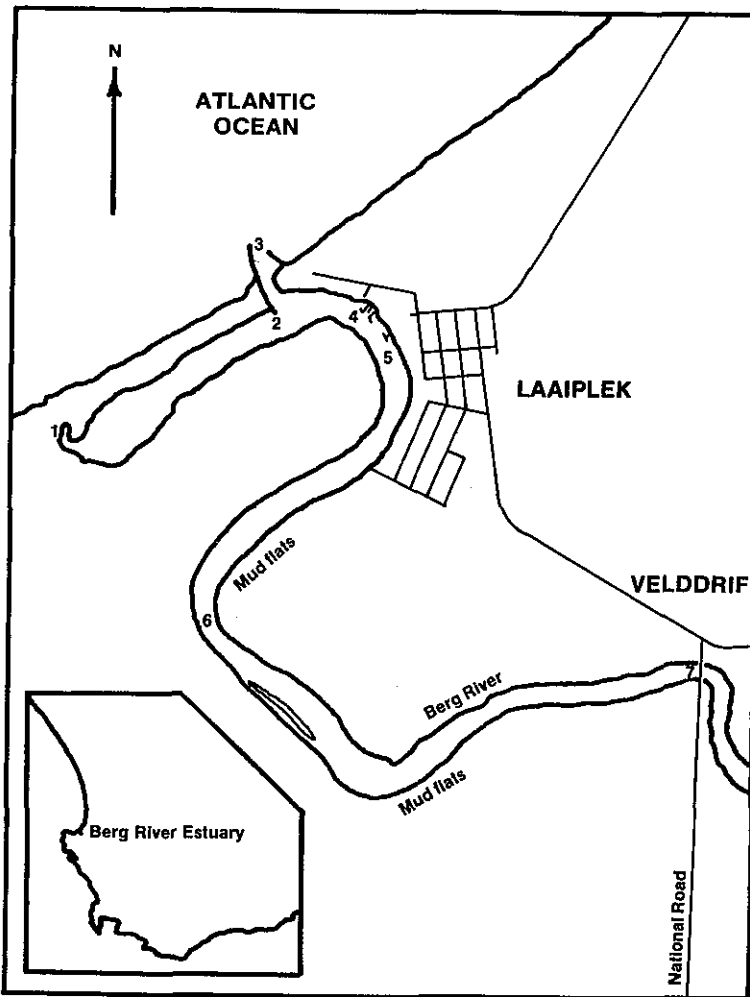 N
ATLANTIC
OCEAN
3
2
4
5
1
LAAIPLEK
Mud flats
VELDDRIF
6
7
Berg River
Mud flats
Berg River Estuary
National Road